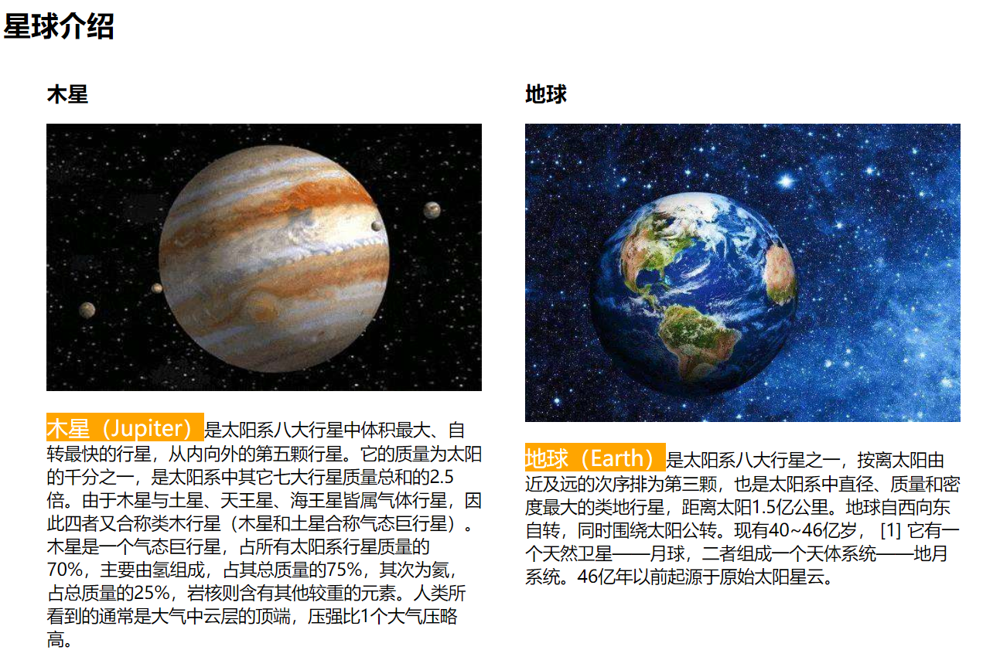 星球介绍
木星
木星（Jupiter）是太阳系八大行星中体积最大、自
转最快的行星，从内向外的第五颗行星。它的质量为太阳
的千分之一，是太阳系中其它七大行星质量总和的2.5
倍。由于木星与土星、天王星、海王星皆属气体行星，因
此四者又合称类木行星（木星和土星合称气态巨行星）。
木星是一个气态巨行星，占所有太阳系行星质量的
70%，主要由氢组成，占其总质量的75%，其次为氦，
占总质量的25%，岩核则含有其他较重的元素。人类所
看到的通常是大气中云层的顶端，压强比1个大气压略
高。
地球
地球（Earth）是太阳系八大行星之一，按离太阳由
近及远的次序排为第三颗，也是太阳系中直径、质量和密
度最大的类地行星，距离太阳1.5亿公里。地球自西向东
自转，同时围绕太阳公转。现有40~46亿岁， [1] 它有一
个天然卫星——月球，二者组成一个天体系统——地月
系统。46亿年以前起源于原始太阳星云。